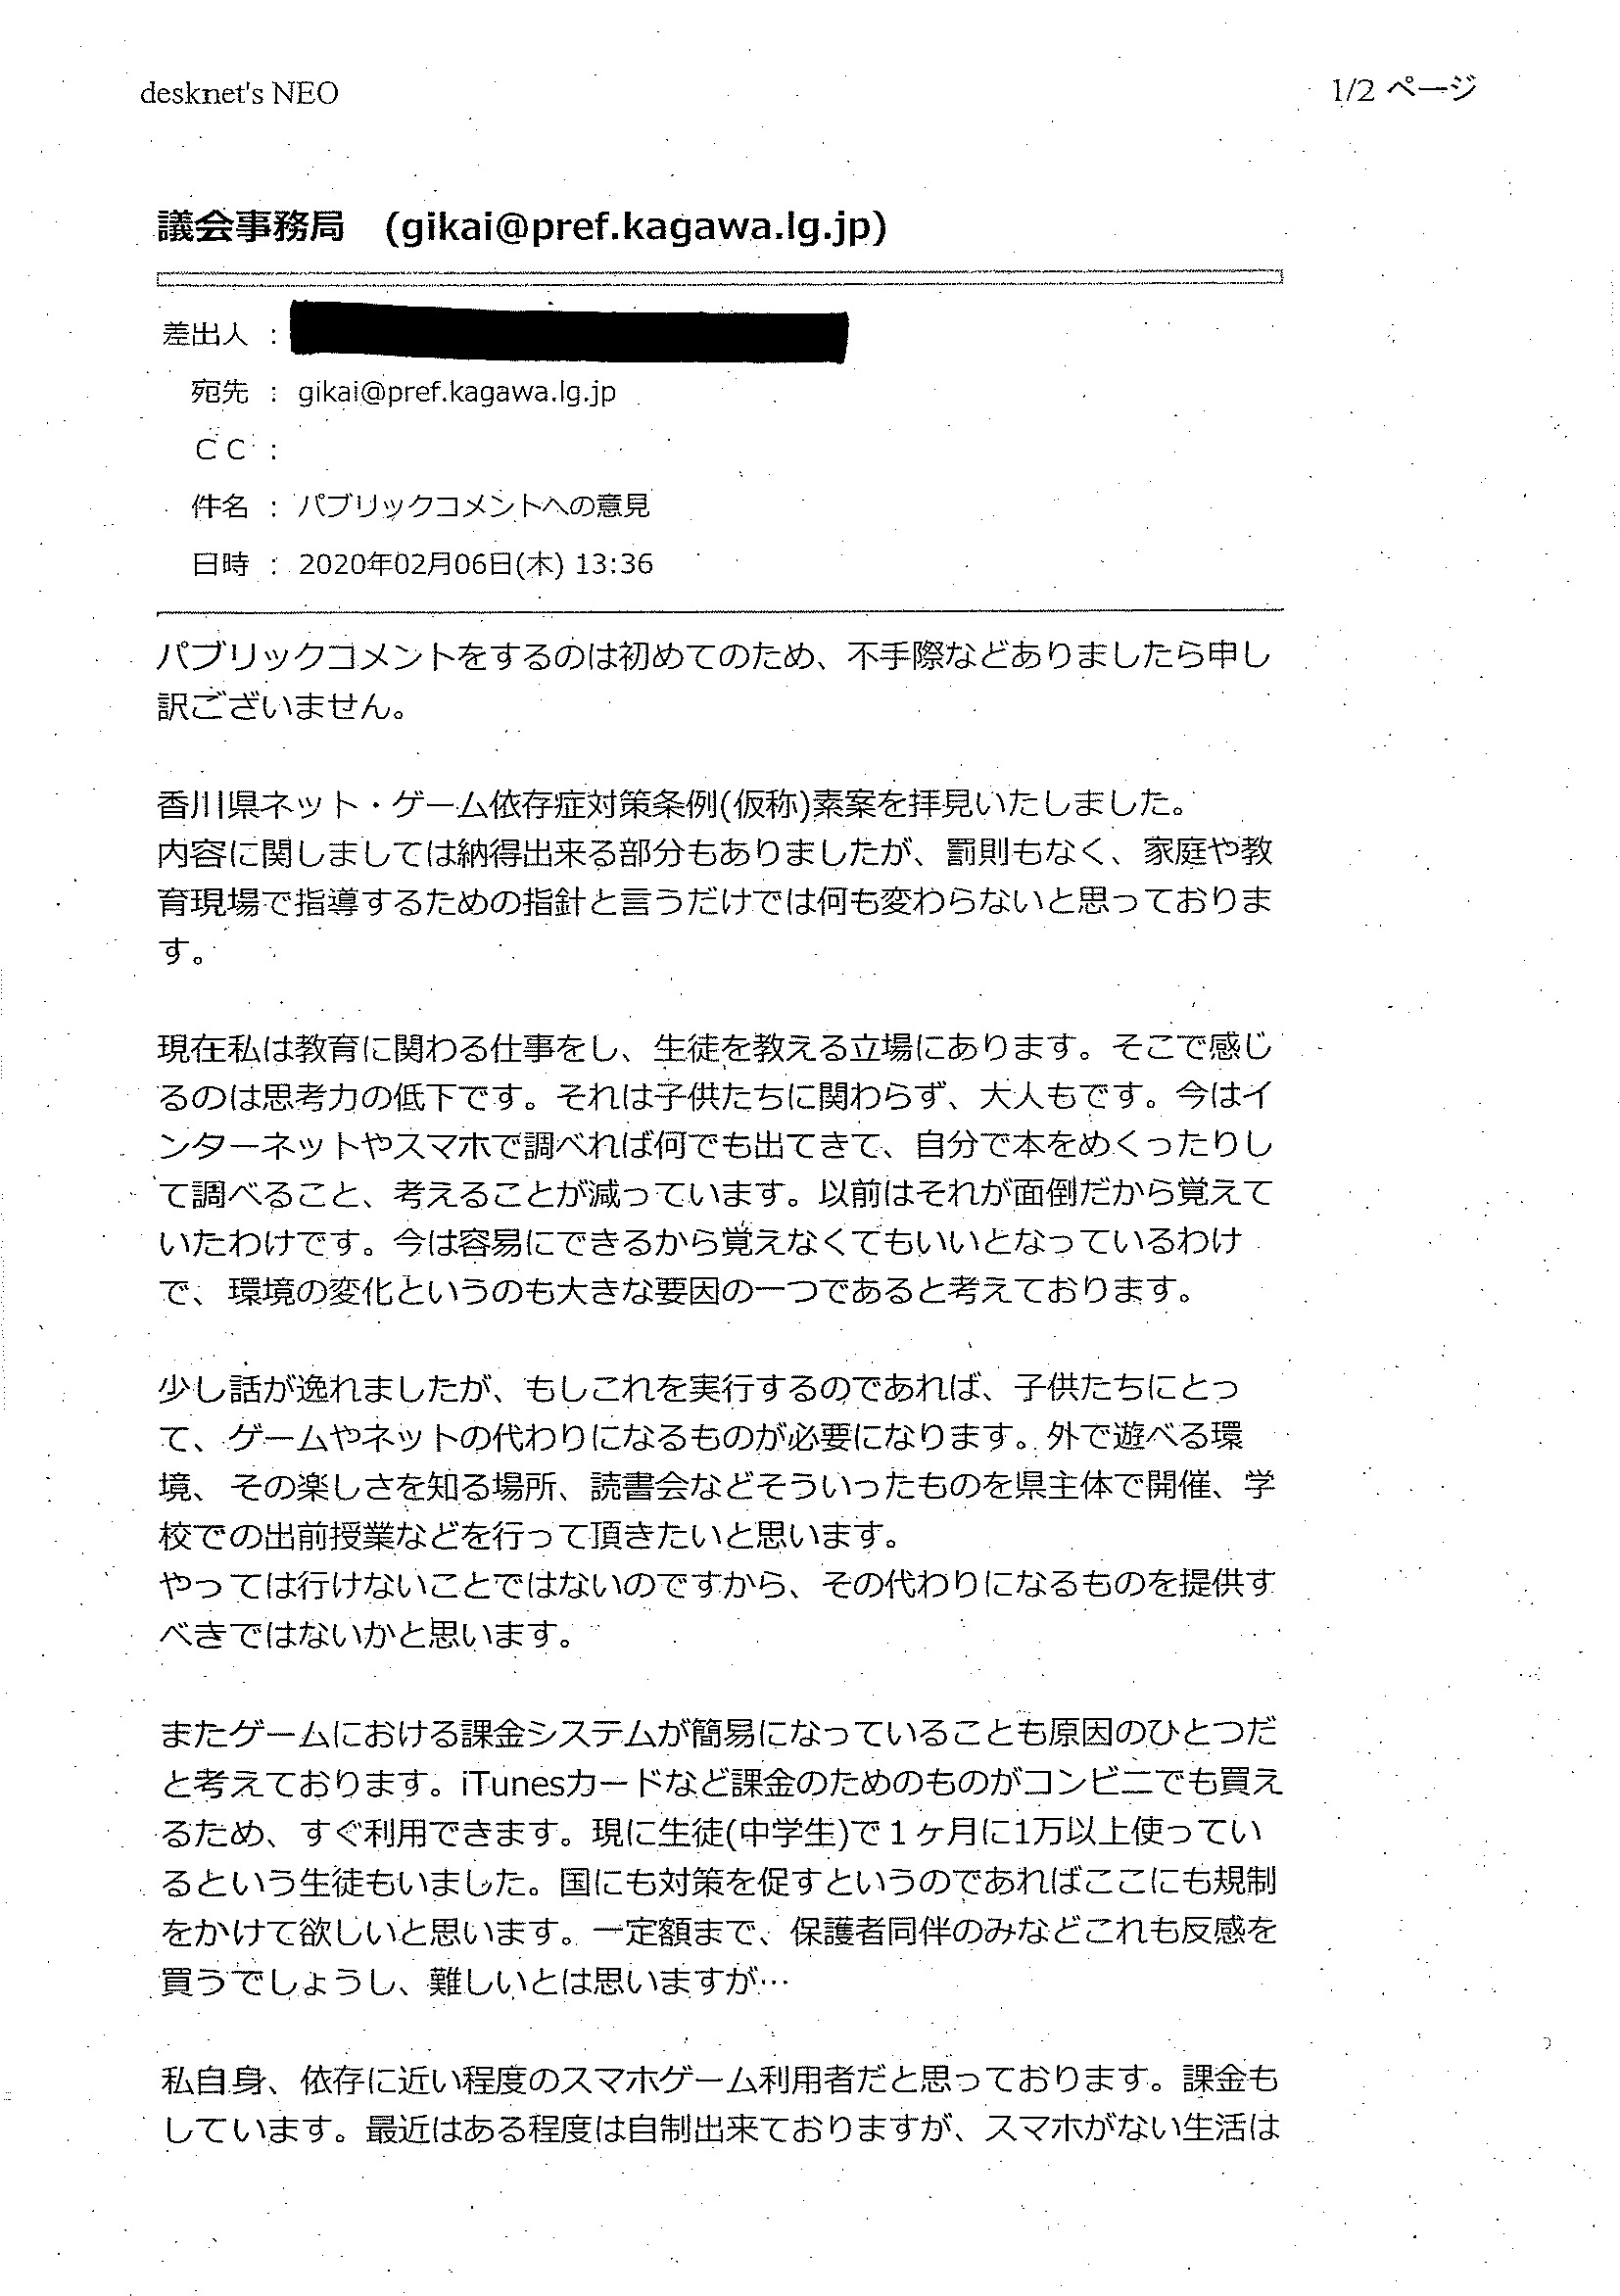 desknet's NEO
1/2 ページ
議会事務局 (gikai@pref.kagawa.lg.jp)
差出人 :
宛先 : gikai@pref.kagawa.lg.jp
CC :
件名 : パブリックコメントへの意見
日時 : 2020年02月06日(木) 13:36
パブリックコメントをするのは初めてのため、不手際などありましたら申し
訳ございません。
香川県ネット・ゲーム依存症対策条例(仮称)素案を拝見いたしました。
内容に関しましては納得出来る部分もありましたが、罰則もなく、家庭や教
育現場で指導するための指針と言うだけでは何も変わらないと思っておりま
す。
現在私は教育に関わる仕事をし、生徒を教える立場にあります。そこで感じ
るのは思考力の低下です。それは子供たちに関わらず、大人もです。今はイ
ンターネットやスマホで調べれば何でも出てきて、自分で本をめくったりし
て調べること、考えることが減っています。以前はそれが面倒だから覚えて
いたわけです。今は容易にできるから覚えなくてもいいとなっているわけ
で、環境の変化というのも大きな要因の一つであると考えております。
少し話が逸れましたが、もしこれを実行するのであれば、子供たちにとっ
て、ゲームやネットの代わりになるものが必要になります。外で遊べる環
境、その楽しさを知る場所、読書会などそういったものを県主体で開催、学
校での出前授業などを行って頂きたいと思います。
やっては行けないことではないのですから、その代わりになるものを提供す
べきではないかと思います。
またゲームにおける課金システムが簡易になっていることも原因のひとつだ
と考えております。iTunesカードなど課金のためのものがコンビニでも買え
るため、すぐ利用できます。現に生徒(中学生)で１ヶ月に1万以上使ってい
るという生徒もいました。国にも対策を促すというのであればここにも規制
をかけて欲しいと思います。一定額まで、保護者同伴のみなどこれも反感を
買うでしょうし、難しいとは思いますが…
私自身、依存に近い程度のスマホゲーム利用者だと思っております。課金も
しています。最近はある程度は自制出来ておりますが、スマホがない生活は